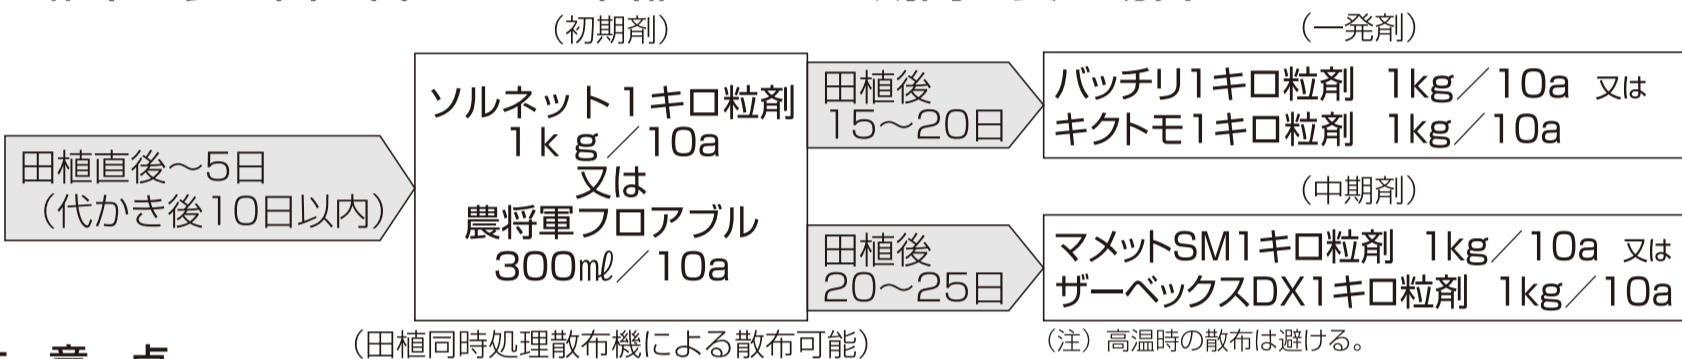 田植直後～5日
（代かき後10日以内）
（初期剤）
ソルネット１キロ粒剤
１ｋｇ／10a
又は
農将軍フロアブル
300㎖／10a
（田植同時処理散布機による散布可能）
田植後
15～20日
（一発剤）
バッチリ1キロ粒剤 1kg／10a 又は
キクトモ1キロ粒剤 1kg／10a
田植後
20～25日
（中期剤）
マメットSM1キロ粒剤 1kg／10a 又は
ザーベックスDX1キロ粒剤 1kg／10a
（注）高温時の散布は避ける。
意 点